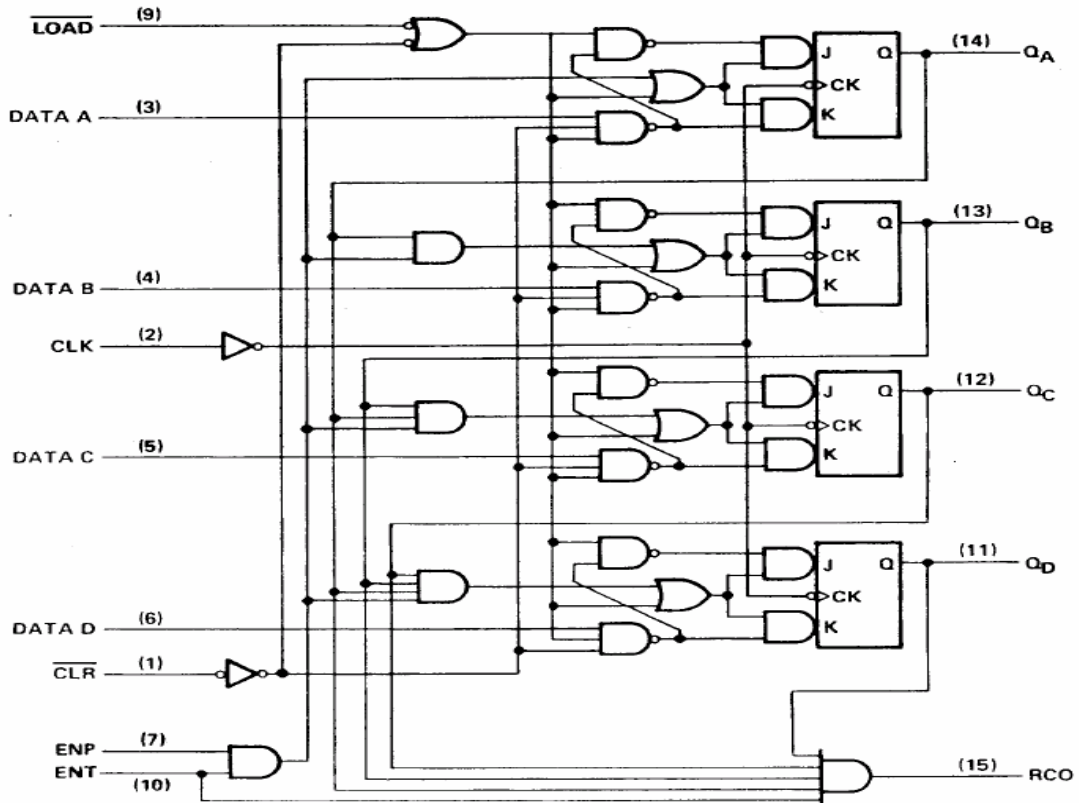 LOAD (9)
(14) QA
J Q
CK
K
DATA A (3)
(13) QB
J Q
CK
K
DATA B (4)
CLK (2)
(12) QC
J Q
CK
K
DATA C (5)
(11) QD
J Q
CK
K
DATA D (6)
CLR (1)
ENP (7)
ENT (10)
(15) RCO